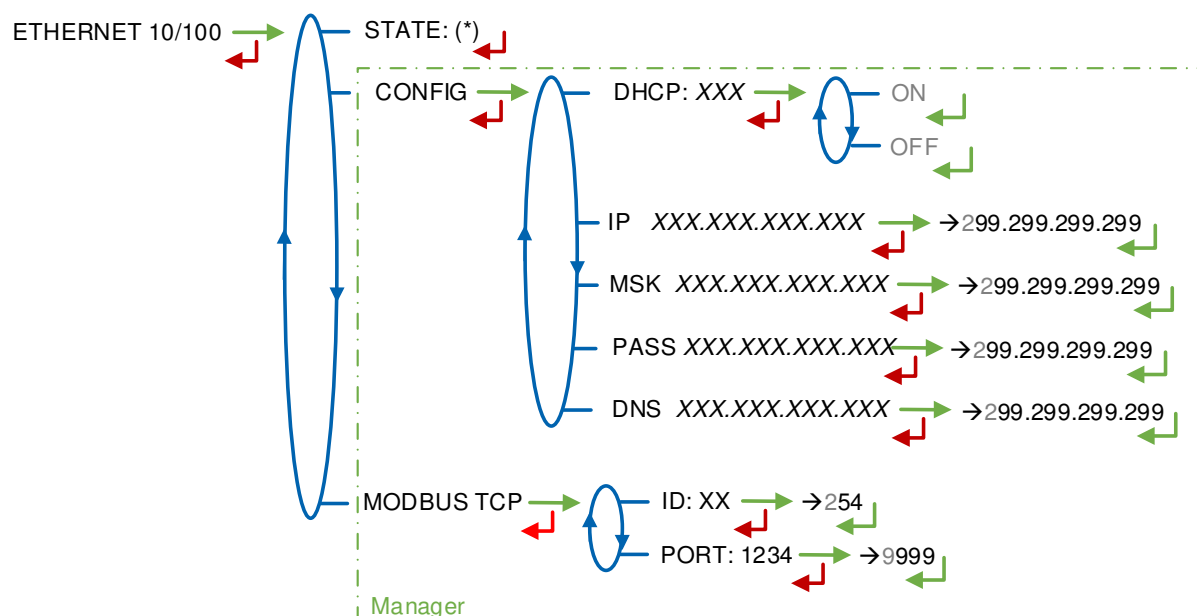 ETHERNET 10/100 STATE: (*)
CONFIG DHCP: XXX ON
OFF
IP XXX.XXX.XXX.XXX →299.299.299.299
MSK XXX.XXX.XXX.XXX →299.299.299.299
PASS XXX.XXX.XXX.XXX →299.299.299.299
DNS XXX.XXX.XXX.XXX →299.299.299.299
MODBUS TCP ID: XX →254
PORT: 1234 →9999
Manager